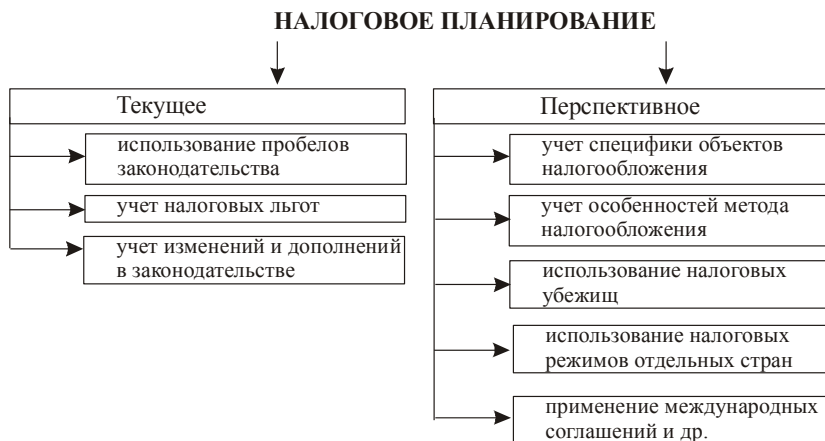 НАЛОГОВОЕ ПЛАНИРОВАНИЕ
Текущее
использование пробелов
законодательства
учет налоговых льгот
учет изменений и дополнений
в законодательстве
Перспективное
учет специфики объектов
налогообложения
учет особенностей метода
налогообложения
использование налоговых
убежищ
использование налоговых
режимов отдельных стран
применение международных
соглашений и др.